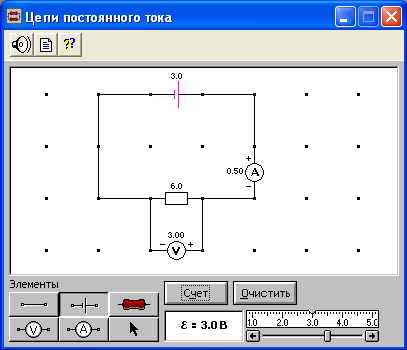 Цепи постоянного тока
??
3.0
+
0.50 A
−
6.0
3.00
− V +
Элементы
Счет Очистить
V A
ε = 3.0 В
1.0 2.0 3.0 4.0 5.0